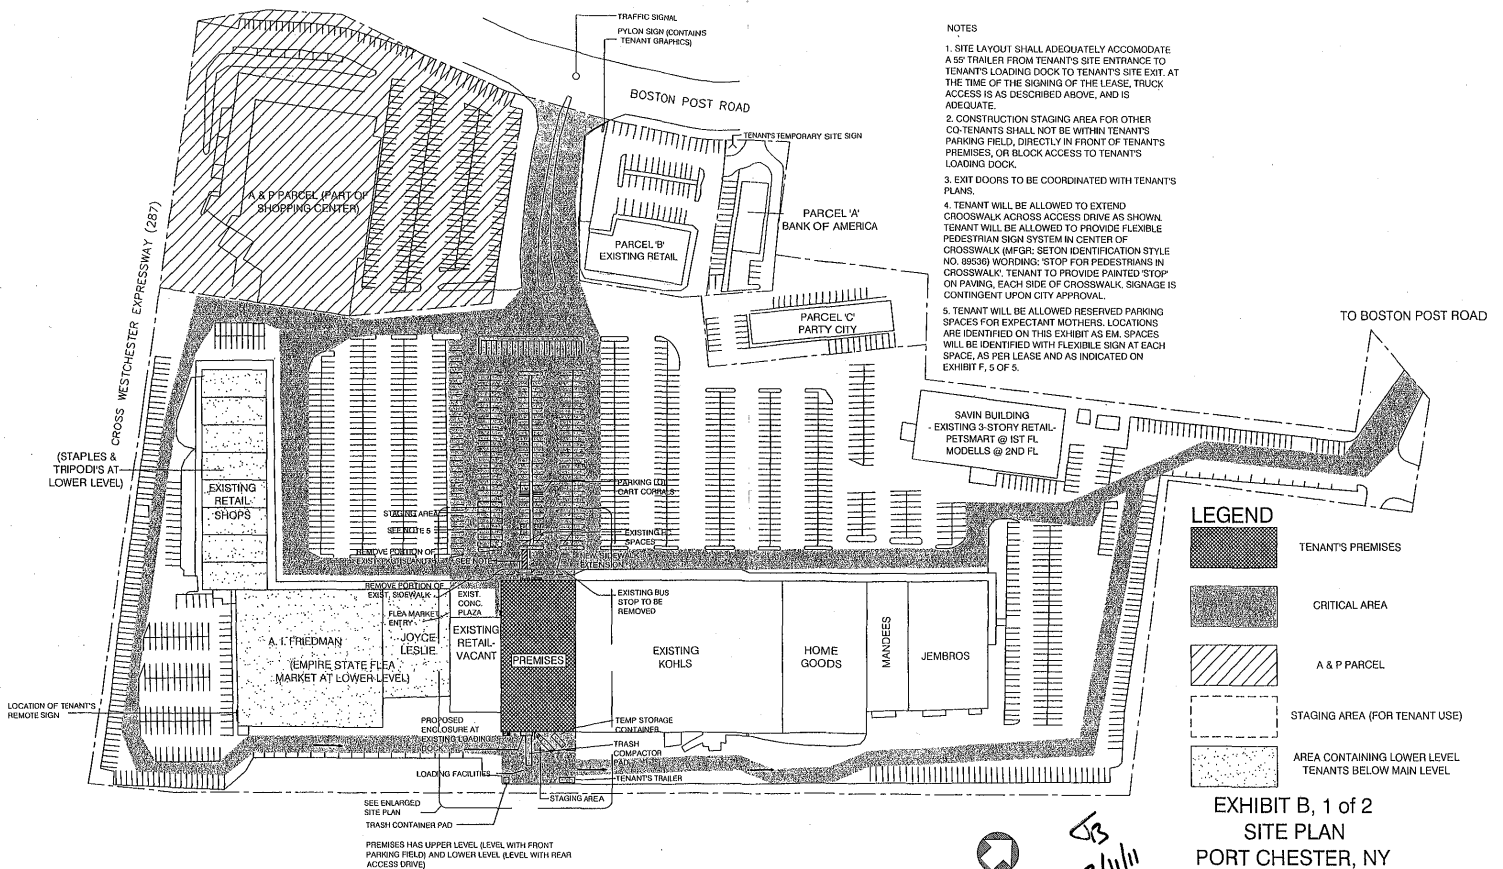 TRAFFIC SIGNAL
PYLON SIGN (CONTAINS
TENANT GRAPHICS)
BOSTON POST ROAD
TENANT'S TEMPORARY SITE SIGN
A & P PARCEL (PART OF
SHOPPING CENTER)
PARCEL 'A'
BANK OF AMERICA
PARCEL 'B'
EXISTING RETAIL
PARCEL 'C'
PARTY CITY
CROSS WESTCHESTER EXPRESSWAY (287)
NOTES
1. SITE LAYOUT SHALL ADEQUATELY ACCOMODATE
A 55' TRAILER FROM TENANT'S SITE ENTRANCE TO
TENANT'S LOADING DOCK TO TENANT'S SITE EXIT. AT
THE TIME OF THE SIGNING OF THE LEASE, TRUCK
ACCESS IS AS DESCRIBED ABOVE, AND IS
ADEQUATE.
2. CONSTRUCTION STAGING AREA FOR OTHER
CO-TENANTS SHALL NOT BE WITHIN TENANT'S
PARKING FIELD, DIRECTLY IN FRONT OF TENANT'S
PREMISES, OR BLOCK ACCESS TO TENANT'S
LOADING DOCK.
3. EXIT DOORS TO BE COORDINATED WITH TENANT'S
PLANS.
4. TENANT WILL BE ALLOWED TO EXTEND
CROOSWALK ACROSS ACCESS DRIVE AS SHOWN.
TENANT WILL BE ALLOWED TO PROVIDE FLEXIBLE
PEDESTRIAN SIGN SYSTEM IN CENTER OF
CROSSWALK (MFGR: SETON IDENTIFICATION STYLE
NO. 89536) WORDING: 'STOP FOR PEDESTRIANS IN
CROSSWALK'. TENANT TO PROVIDE PAINTED 'STOP'
ON PAVING, EACH SIDE OF CROSSWALK. SIGNAGE IS
CONTINGENT UPON CITY APPROVAL.
5. TENANT WILL BE ALLOWED RESERVED PARKING
SPACES FOR EXPECTANT MOTHERS. LOCATIONS
ARE IDENTIFIED ON THIS EXHIBIT AS EM. SPACES
WILL BE IDENTIFIED WITH FLEXIBILE SIGN AT EACH
SPACE, AS PER LEASE AND AS INDICATED ON
EXHIBIT F, 5 OF 5.
TO BOSTON POST ROAD
SAVIN BUILDING
- EXISTING 3-STORY RETAIL-
PETSMART @ 1ST FL
MODELLS @ 2ND FL
(STAPLES &
TRIPODI'S AT
LOWER LEVEL)
EXISTING
RETAIL
SHOPS
PARKING LOT
CART CORRALS
STAGING AREA
SEE NOTE 5
EXISTING HC
SPACES
REMOVE PORTION OF
SEE NOTE
REMOVE PORTION OF
EXIST. SIDEWALK
FLEA MARKET
ENTRY
EXIST.
CONC.
PLAZA
EXISTING BUS
STOP TO BE
REMOVED
A. I. FRIEDMAN
(EMPIRE STATE FLEA
MARKET AT LOWER LEVEL)
JOYCE
LESLIE
EXISTING
RETAIL-
VACANT
PREMISES
EXISTING
KOHLS
HOME
GOODS
MANDEES
JEMBROS
LOCATION OF TENANT'S
REMOTE SIGN
PROPOSED
ENCLOSURE AT
EXISTING LOADING
DOCK
TEMP STORAGE
CONTAINER
TRASH
COMPACTOR
PAD
LOADING FACILITIES
TENANT'S TRAILER
STAGING AREA
SEE ENLARGED
SITE PLAN
TRASH CONTAINER PAD
PREMISES HAS UPPER LEVEL (LEVEL WITH FRONT
PARKING FIELD) AND LOWER LEVEL (LEVEL WITH REAR
ACCESS DRIVE)
LEGEND
TENANT'S PREMISES
CRITICAL AREA
A & P PARCEL
STAGING AREA (FOR TENANT USE)
AREA CONTAINING LOWER LEVEL
TENANTS BELOW MAIN LEVEL
EXHIBIT B, 1 of 2
SITE PLAN
PORT CHESTER, NY